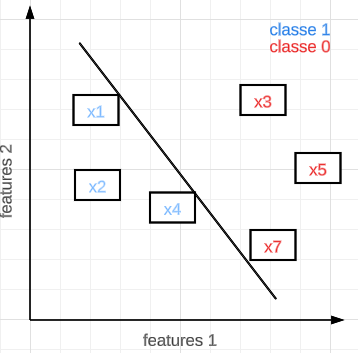 classe 1
classe 0
x1
x3
x2
x5
x4
x7
features 2
features 1